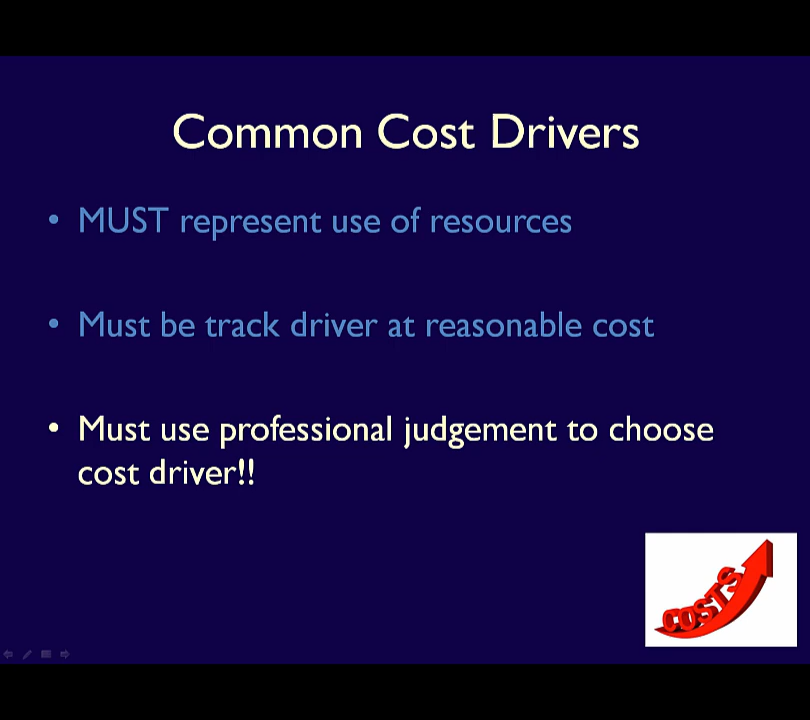 Common Cost Drivers
• MUST represent use of resources
• Must be track driver at reasonable cost
• Must use professional judgement to choose
cost driver!!
COSTS